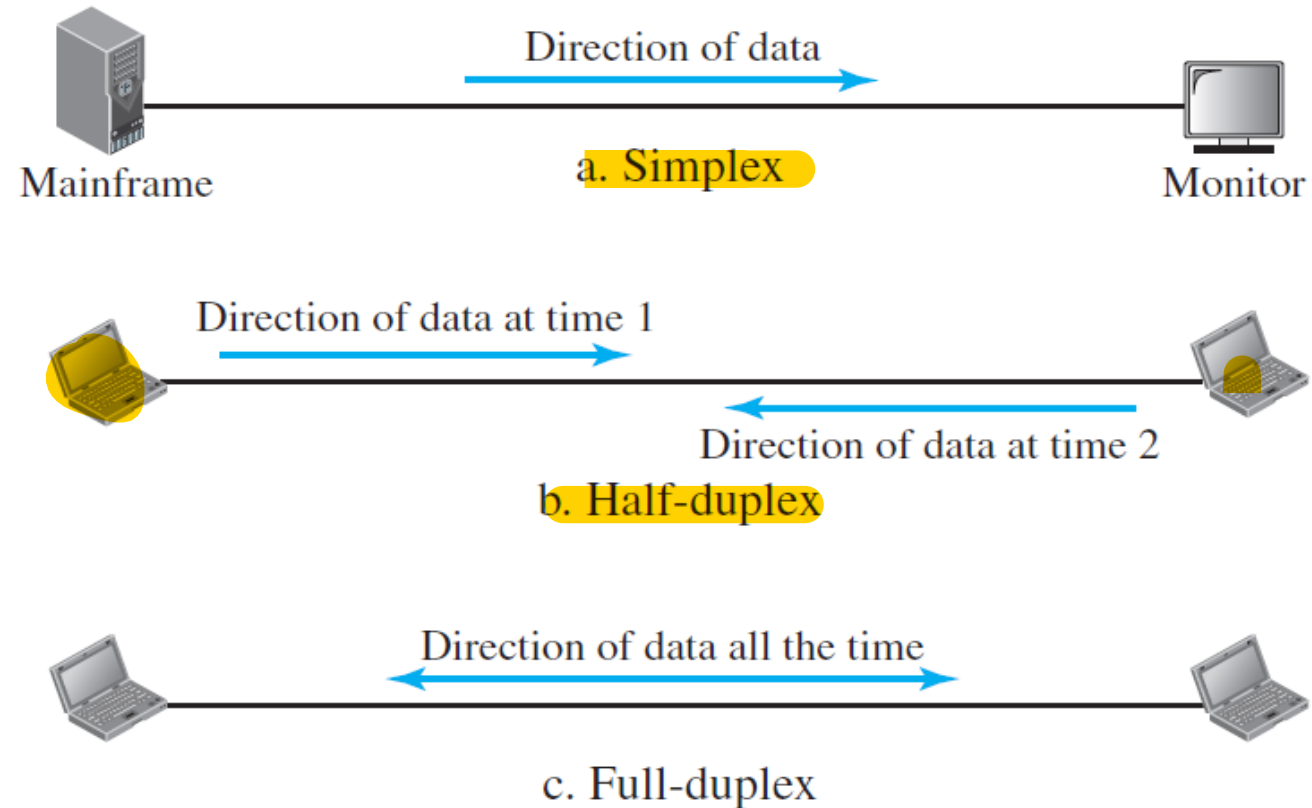 Direction of data
Mainframe
a. Simplex
Monitor
Direction of data at time 1
Direction of data at time 2
b. Half-duplex
Direction of data all the time
c. Full-duplex